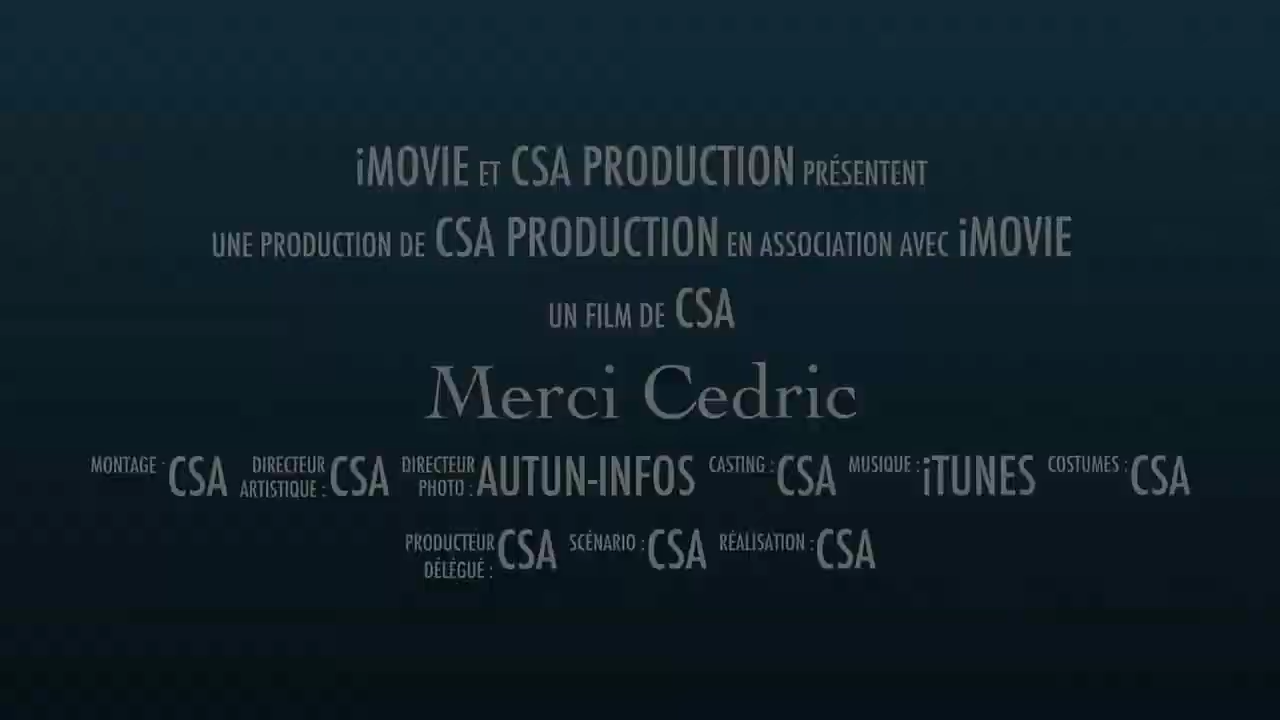 iMOVIE ET CSA PRODUCTION PRÉSENTENT
UNE PRODUCTION DE CSA PRODUCTION EN ASSOCIATION AVEC iMOVIE
UN FILM DE CSA
Merci Cedric
MONTAGE : CSA DIRECTEUR ARTISTIQUE : CSA DIRECTEUR PHOTO : AUTUN-INFOS CASTING : CSA MUSIQUE : iTUNES COSTUMES : CSA
PRODUCTEUR DÉLÉGUÉ : CSA SCÉNARIO : CSA RÉALISATION : CSA